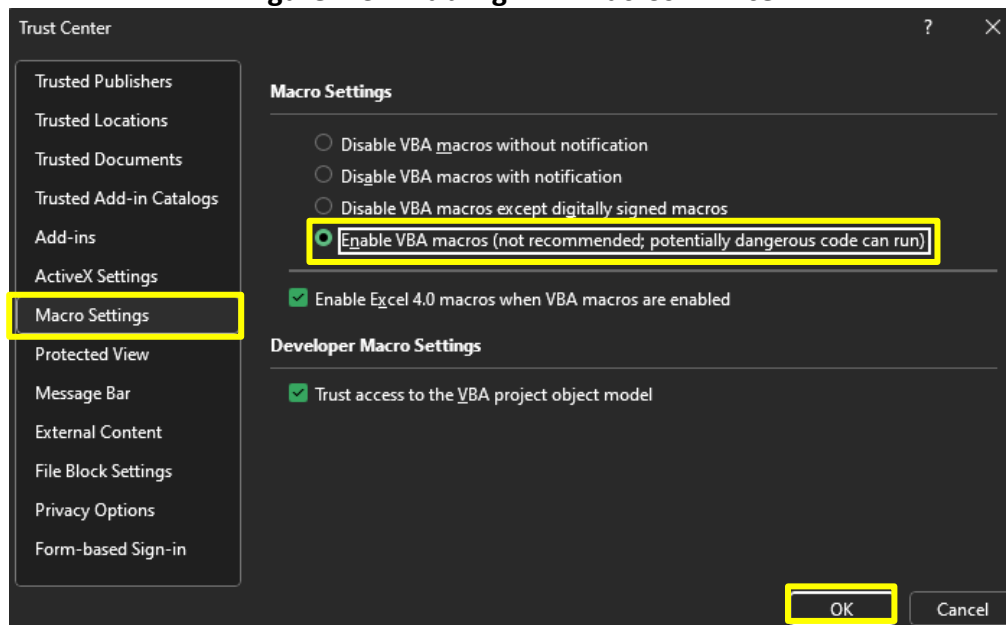 Trust Center
?
Trusted Publishers
Trusted Locations
Trusted Documents
Trusted Add-in Catalogs
Add-ins
ActiveX Settings
Macro Settings
Protected View
Message Bar
External Content
File Block Settings
Privacy Options
Form-based Sign-in
Macro Settings
Disable VBA macros without notification
Disable VBA macros with notification
Disable VBA macros except digitally signed macros
Enable VBA macros (not recommended; potentially dangerous code can run)
Enable Excel 4.0 macros when VBA macros are enabled
Developer Macro Settings
Trust access to the VBA project object model
OK Cancel